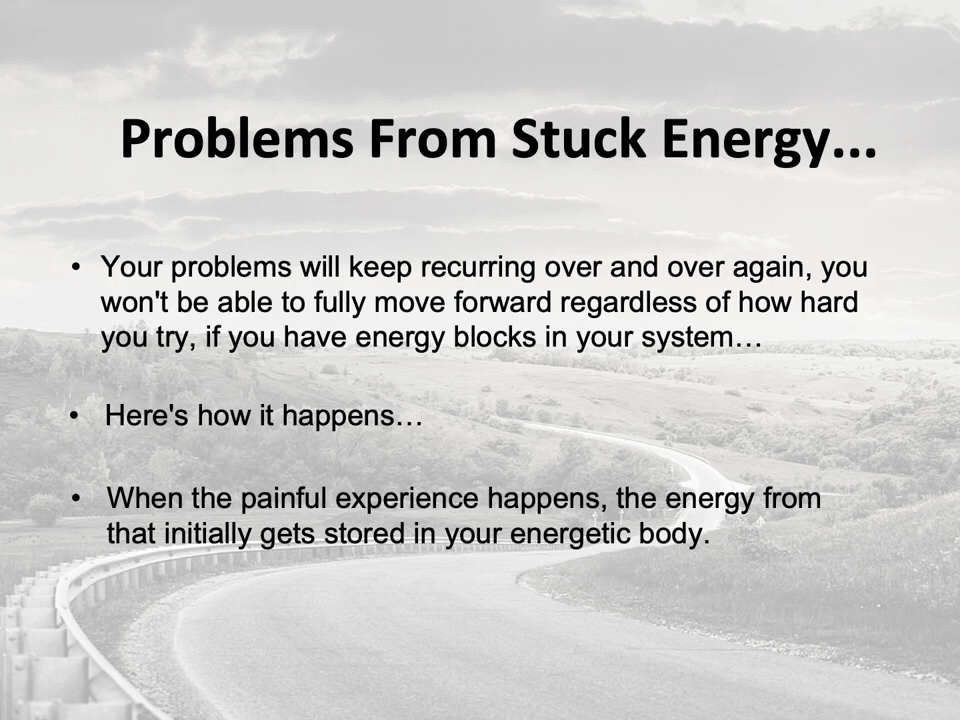 Problems From Stuck Energy...
• Your problems will keep recurring over and over again, you
won't be able to fully move forward regardless of how hard
you try, if you have energy blocks in your system…
• Here's how it happens…
• When the painful experience happens, the energy from
that initially gets stored in your energetic body.